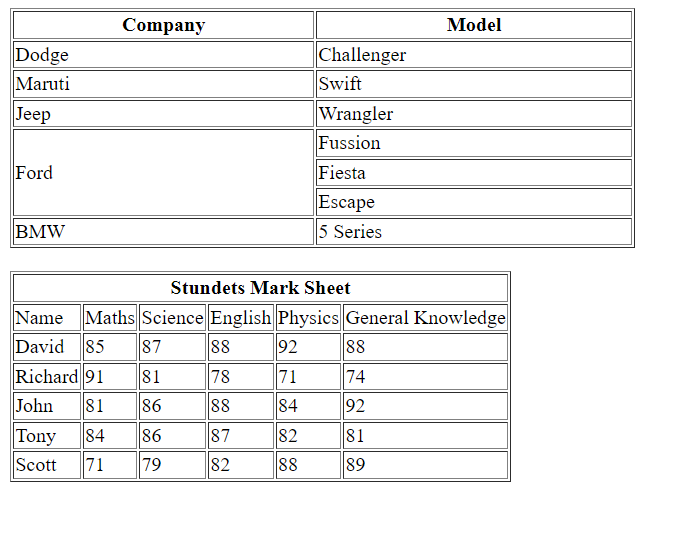 Company Model
Dodge Challenger
Maruti Swift
Jeep Wrangler
Ford Fussion
Fiesta
Escape
BMW 5 Series
Stundets Mark Sheet
Name Maths Science English Physics General Knowledge
David 85 87 88 92 88
Richard 91 81 78 71 74
John 81 86 88 84 92
Tony 84 86 87 82 81
Scott 71 79 82 88 89